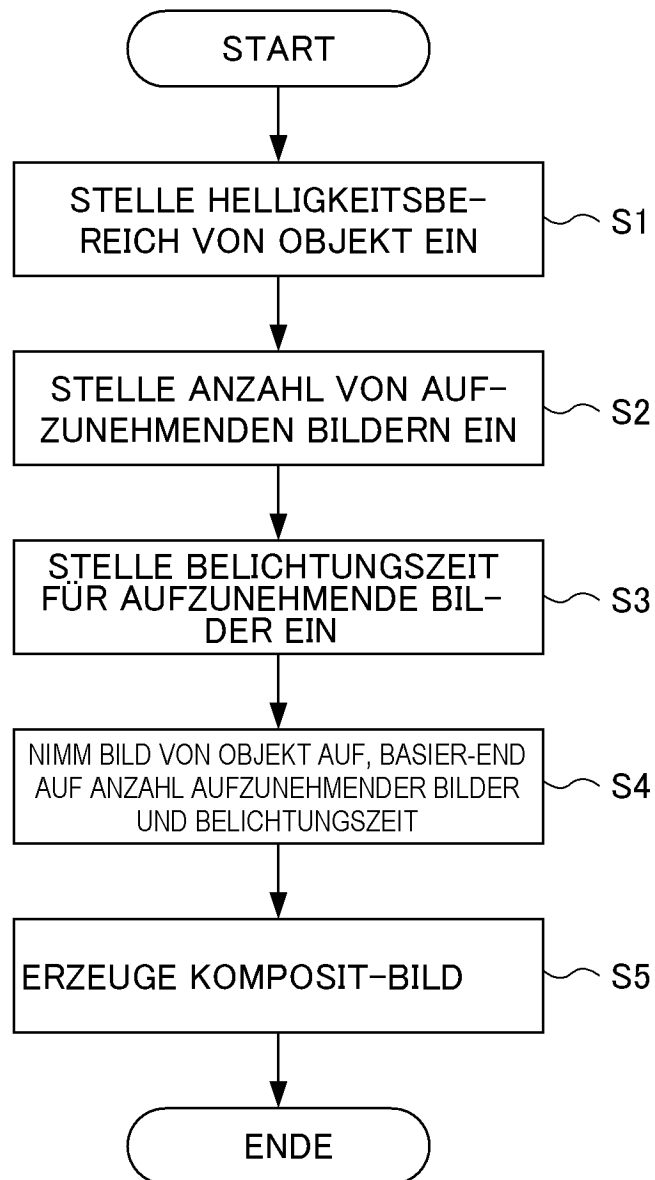 START
STELLE HELLIGKEITSBE-
REICH VON OBJEKT EIN
S1
STELLE ANZAHL VON AUF-
ZUNEHMENDEN BILDERN EIN
S2
STELLE BELICHTUNGSZEIT
FÜR AUFZUNEHMENDE BIL-
DER EIN
S3
NIMM BILD VON OBJEKT AUF, BASIER-END
AUF ANZAHL AUFZUNEHMENDER BILDER
UND BELICHTUNGSZEIT
S4
ERZEUGE KOMPOSIT-BILD
S5
ENDE